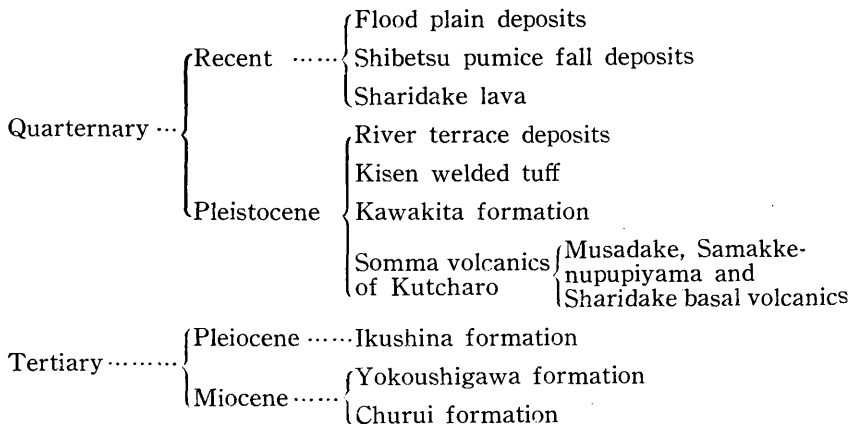 Flood plain deposits
Recent ...... Shibetsu pumice fall deposits
Sharidake lava
Quarternary ...
River terrace deposits
Kisen welded tuff
Pleistocene Kawakita formation
Somma volcanics of Kutcharo
Musadake, Samakke-
nupupiyama and
Sharidake basal volcanics
Tertiary .........
Pleiocene ...... Ikushina formation
Miocene ...... Yokoushigawa formation
Churui formation